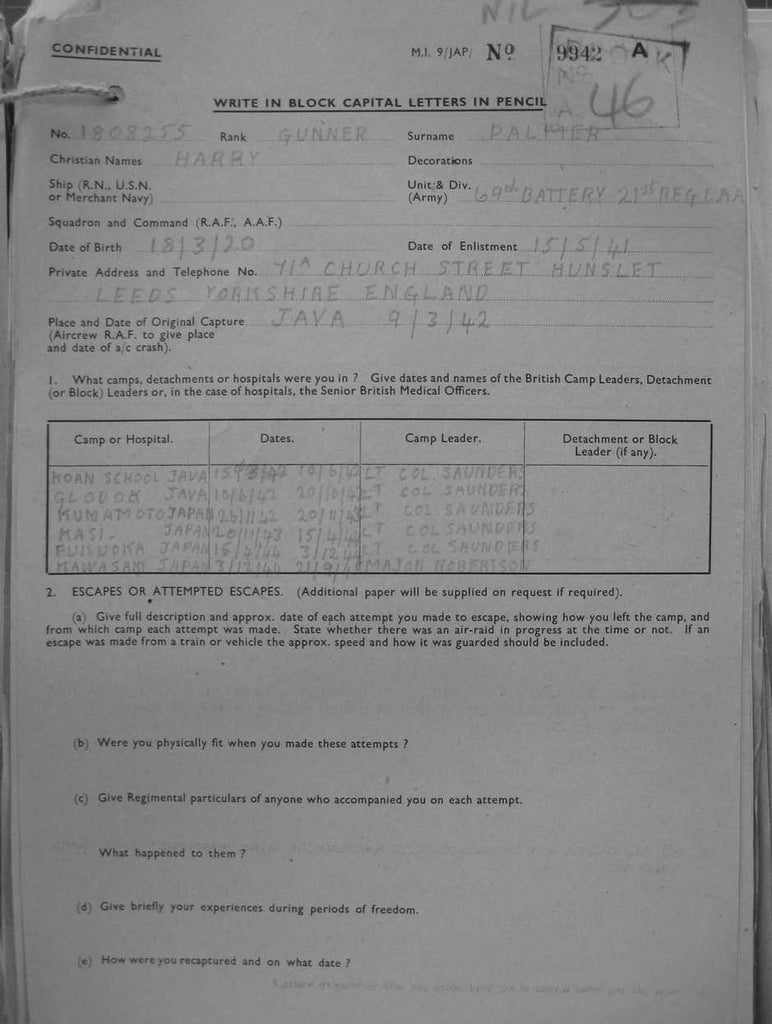 NIL
CONFIDENTIAL
M.I. 9/JAP/ No 9942 A
46
WRITE IN BLOCK CAPITAL LETTERS IN PENCIL
No. 1808255 Rank GUNNER Surname PALMER
Christian Names HARRY Decorations
Ship (R.N., U.S.N. or Merchant Navy) Unit & Div. (Army) 69th BATTERY 21st REG LAA
Squadron and Command (R.A.F., A.A.F.)
Date of Birth 18/3/20 Date of Enlistment 15/5/41
Private Address and Telephone No. 71A CHURCH STREET HUNSLET
LEEDS YORKSHIRE ENGLAND
Place and Date of Original Capture JAVA 9/3/42
(Aircrew R.A.F. to give place
and date of a/c crash).
1. What camps, detachments or hospitals were you in ? Give dates and names of the British Camp Leaders, Detachment
(or Block) Leaders or, in the case of hospitals, the Senior British Medical Officers.
Camp or Hospital. Dates. Camp Leader. Detachment or Block
Leader (if any).
KOAN SCHOOL JAVA LT COL SAUNDERS
GLODOK JAVA 10/6/42 20/10/42 LT COL SAUNDERS
KUMAMOTO JAPAN 26/11/42 20/11/43 LT COL SAUNDERS
KASI. JAPAN 20/11/43 15/4/44 LT COL SAUNDERS
FUKUOKA JAPAN 15/4/44 3/12/44 LT COL SAUNDERS
KAWASAKI JAPAN 3/12/44 MAJOR ROBERTSON
2. ESCAPES OR ATTEMPTED ESCAPES. (Additional paper will be supplied on request if required).
(a) Give full description and approx. date of each attempt you made to escape, showing how you left the camp, and
from which camp each attempt was made. State whether there was an air-raid in progress at the time or not. If an
escape was made from a train or vehicle the approx. speed and how it was guarded should be included.
(b) Were you physically fit when you made these attempts ?
(c) Give Regimental particulars of anyone who accompanied you on each attempt.
What happened to them ?
(d) Give briefly your experiences during periods of freedom.
(e) How were you recaptured and on what date ?